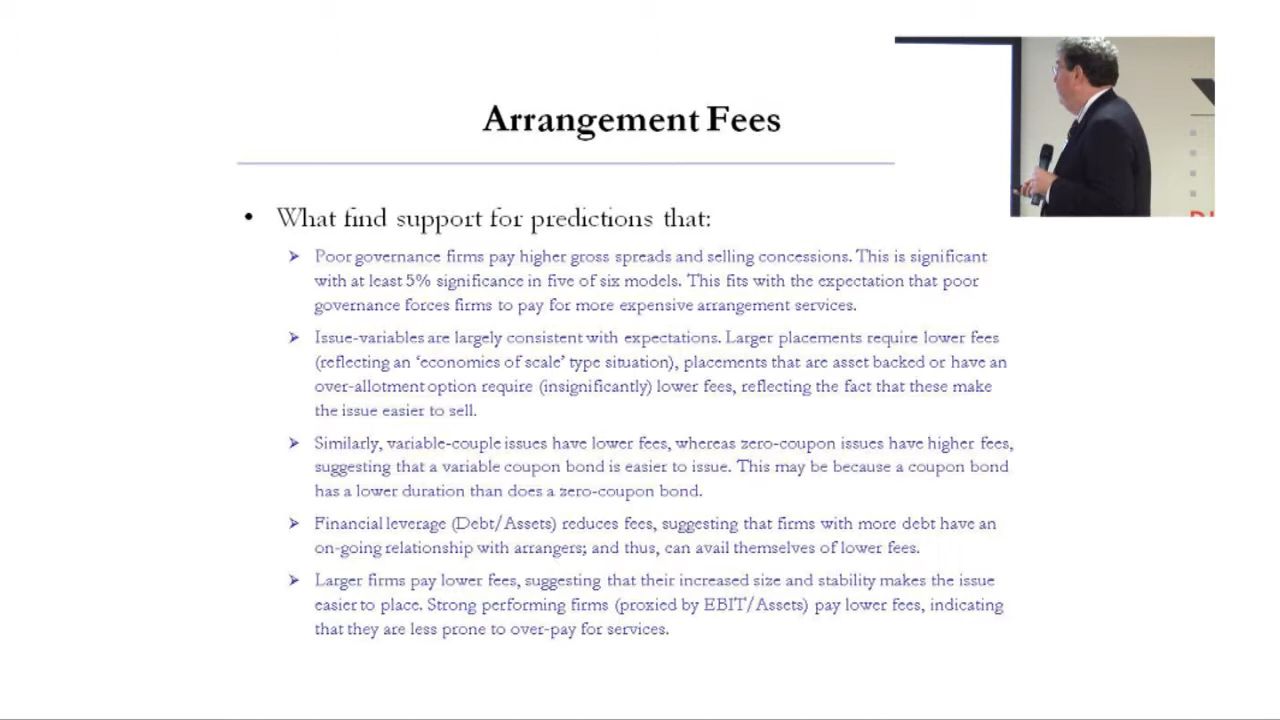 Arrangement Fees
• What find support for predictions that:
➢ Poor governance firms pay higher gross spreads and selling concessions. This is significant
with at least 5% significance in five of six models. This fits with the expectation that poor
governance forces firms to pay for more expensive arrangement services.
➢ Issue-variables are largely consistent with expectations. Larger placements require lower fees
(reflecting an ‘economies of scale’ type situation), placements that are asset backed or have an
over-allotment option require (insignificantly) lower fees, reflecting the fact that these make
the issue easier to sell.
➢ Similarly, variable-couple issues have lower fees, whereas zero-coupon issues have higher fees,
suggesting that a variable coupon bond is easier to issue. This may be because a coupon bond
has a lower duration than does a zero-coupon bond.
➢ Financial leverage (Debt/Assets) reduces fees, suggesting that firms with more debt have an
on-going relationship with arrangers; and thus, can avail themselves of lower fees.
➢ Larger firms pay lower fees, suggesting that their increased size and stability makes the issue
easier to place. Strong performing firms (proxied by EBIT/Assets) pay lower fees, indicating
that they are less prone to over-pay for services.